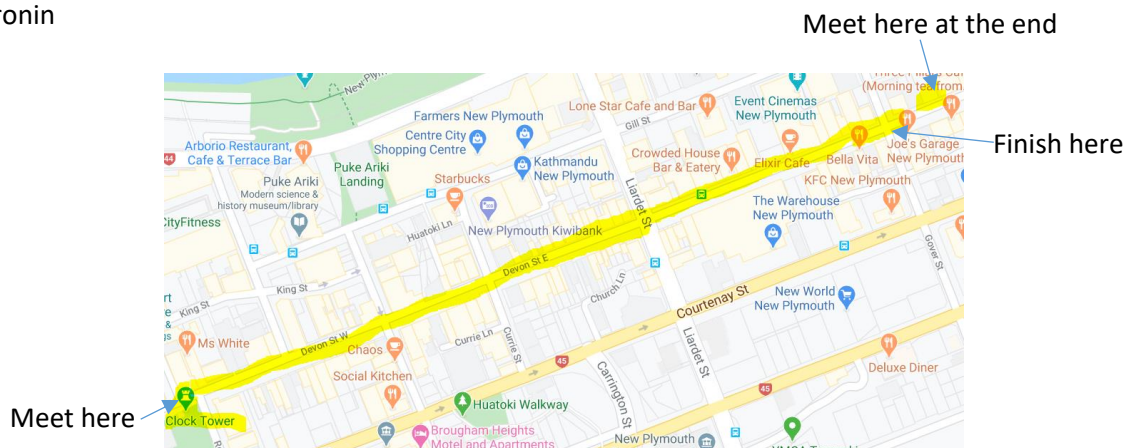 Meet here at the end
New Plym
Lone Star Cafe and Bar
Event Cinemas
New Plymouth
(Morning tea from
Finish here
Farmers New Plymouth
Gill St
Arborio Restaurant,
Cafe & Terrace Bar
44
Centre City
Shopping Centre
Puke Ariki
Landing
Kathmandu
New Plymouth
Crowded House
Bar & Eatery
Elixir Cafe
Bella Vita
Joe's Garage
New Plymouth
Puke Ariki
Modern science &
history museum/library
Starbucks
Liardet St
KFC New Plymouth
CityFitness
The Warehouse
New Plymouth
Huatoki Ln
New Plymouth Kiwibank
Gover St
Devon St E
King St
King St
Church Ln
Courtenay St
New World
New Plymouth
Ms White
Devon St W
Chaos
Currie Ln
Currie St
Liardet St
Social Kitchen
45
Carrington St
45
Deluxe Diner
Meet here
Clock Tower
Huatoki Walkway
Brougham Heights
Motel and Apartments
New Plymouth